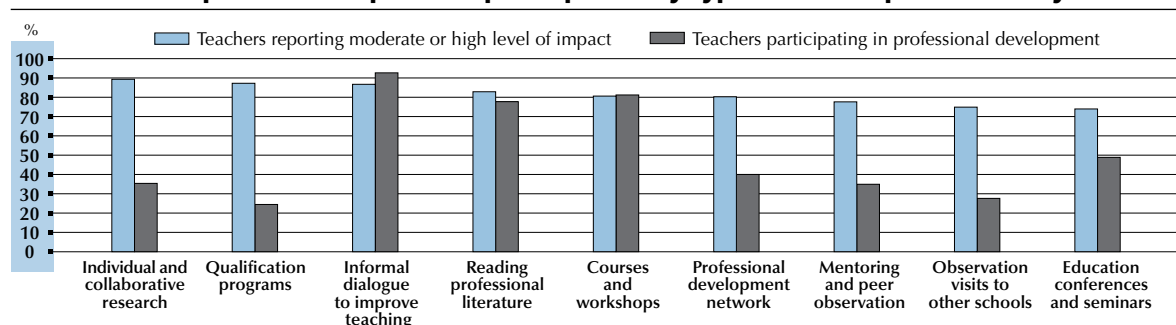 %
Teachers reporting moderate or high level of impact Teachers participating in professional development
100
90
80
70
60
50
40
30
20
10
0
Individual and
collaborative
research
Qualification
programs
Informal
dialogue
to improve
teaching
Reading
professional
literature
Courses
and
workshops
Professional
development
network
Mentoring
and peer
observation
Observation
visits to
other schools
Education
conferences
and seminars